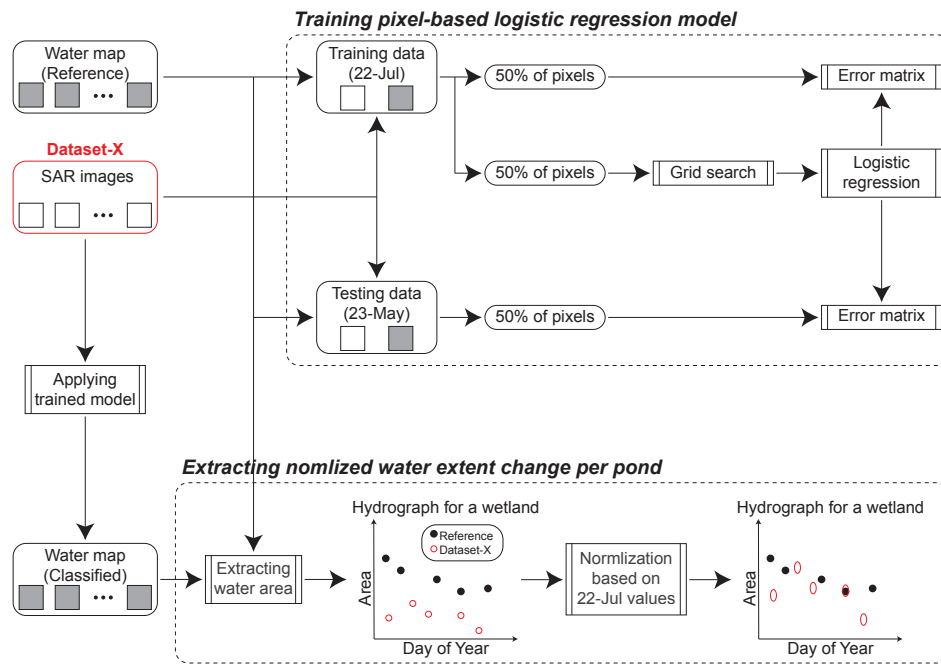 Training pixel-based logistic regression model
Water map
(Reference)
Training data
(22-Jul)
50% of pixels
Error matrix
Dataset-X
SAR images
50% of pixels
Grid search
Logistic
regression
Testing data
(23-May)
50% of pixels
Error matrix
Applying
trained model
Extracting nomlized water extent change per pond
Water map
(Classified)
Extracting
water area
Hydrograph for a wetland
Reference
Dataset-X
Area
Day of Year
Normlization
based on
22-Jul values
Hydrograph for a wetland
Area
Day of Year